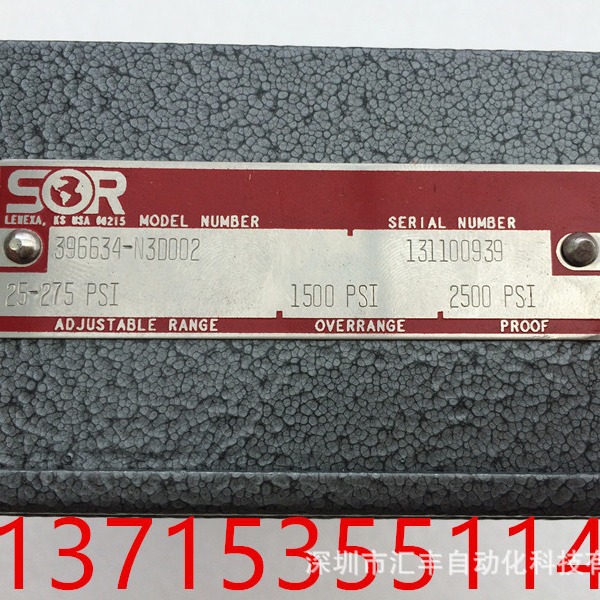 SOR
LENEXA, KS USA 66215 MODEL NUMBER SERIAL NUMBER
396634-N3D002 131100939
25-275 PSI 1500 PSI 2500 PSI
ADJUSTABLE RANGE OVERRANGE PROOF
13715355114
深圳市汇丰自动化科技有